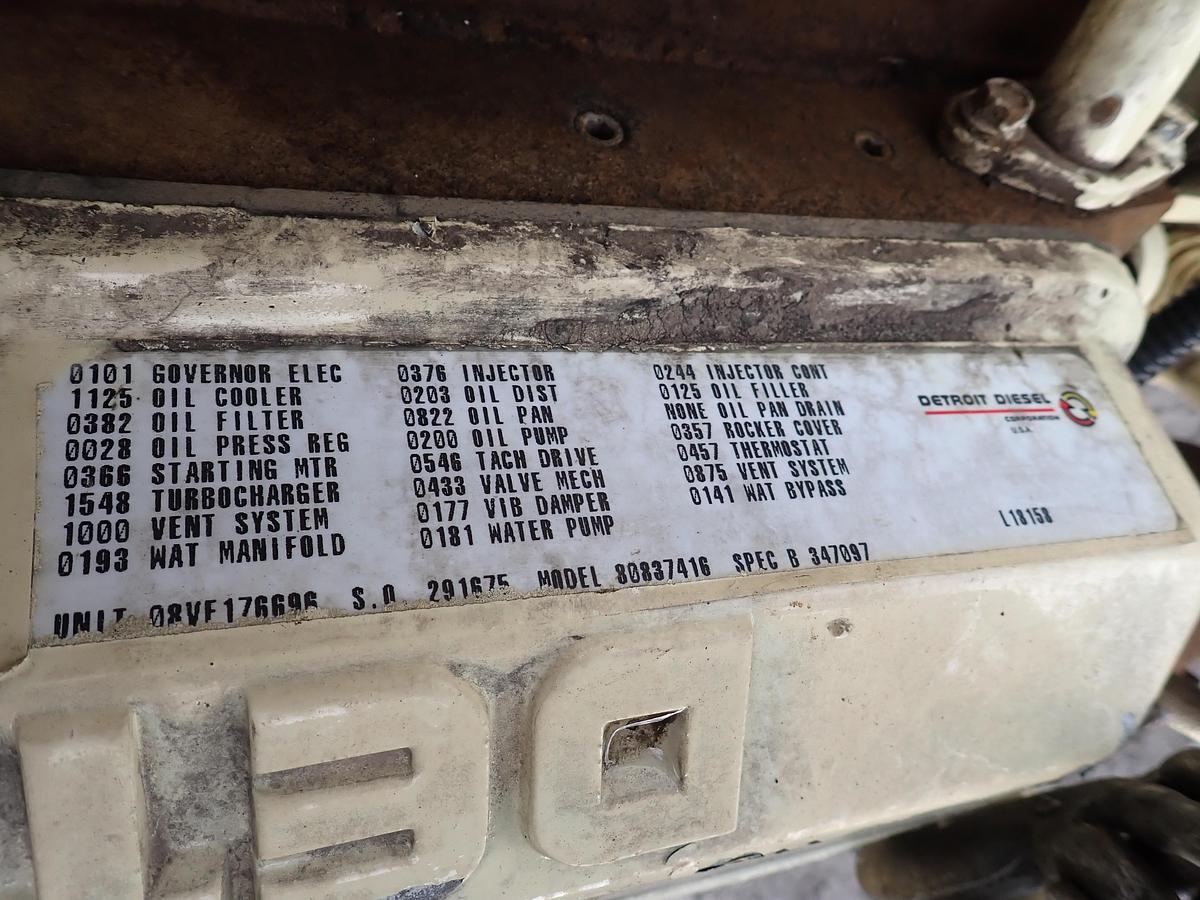 0101 GOVERNOR ELEC
1125 OIL COOLER
0382 OIL FILTER
0028 OIL PRESS REG
0366 STARTING MTR
1548 TURBOCHARGER
1000 VENT SYSTEM
0193 WAT MANIFOLD
0376 INJECTOR
0203 OIL DIST
0822 OIL PAN
0200 OIL PUMP
0546 TACH DRIVE
0433 VALVE MECH
0177 VIB DAMPER
0181 WATER PUMP
0244 INJECTOR CONT
0125 OIL FILLER
NONE OIL PAN DRAIN
0357 ROCKER COVER
0457 THERMOSTAT
0875 VENT SYSTEM
0141 WAT BYPASS
DETROIT DIESEL
CORPORATION
U.S.A.
L18158
UNIT 08VF176696 S.O 291675 MODEL 80837416 SPEC B 347097